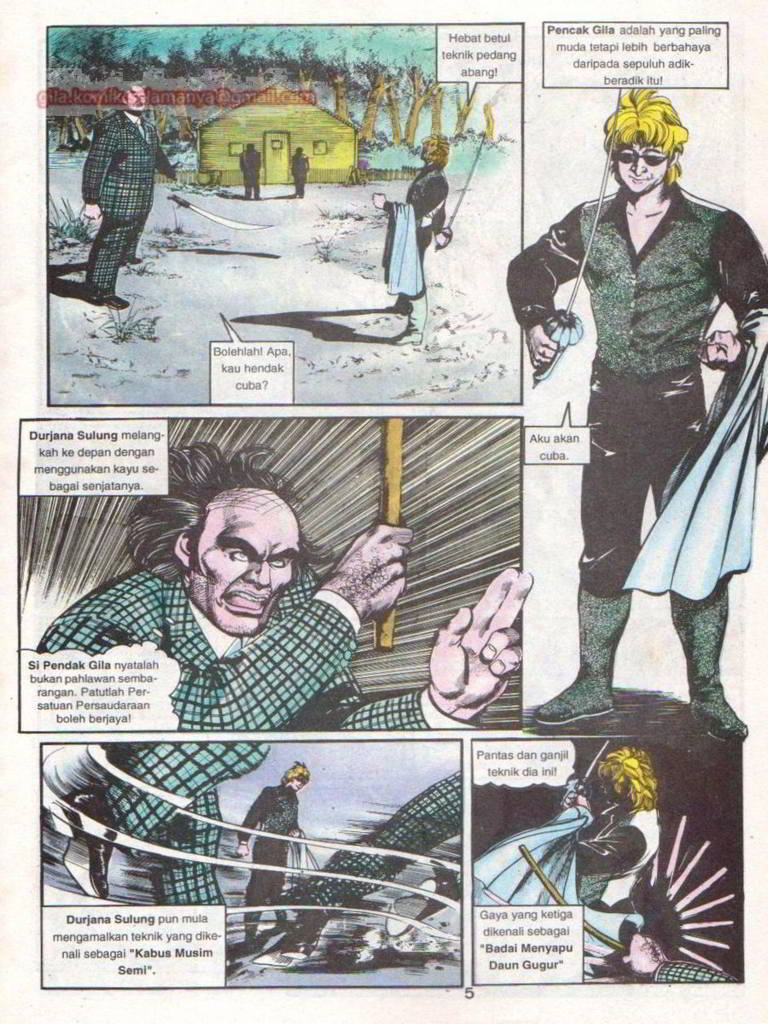 Hebat betul
teknik pedang
abang!
gila.komikselamanya@gmail.com
Bolehlah! Apa,
kau hendak
cuba?
Pencak Gila adalah yang paling
muda tetapi lebih berbahaya
daripada sepuluh adik-
beradik itu!
Aku akan
cuba.
Durjana Sulung melang-
kah ke depan dengan
menggunakan kayu se-
bagai senjatanya.
Si Pendak Gila nyatalah
bukan pahlawan semba-
rangan. Patutlah Per-
satuan Persaudaraan
boleh berjaya!
Durjana Sulung pun mula
mengamalkan teknik yang dike-
nali sebagai "Kabus Musim
Semi".
Pantas dan ganjil
teknik dia ini!
Gaya yang ketiga
dikenali sebagai
"Badai Menyapu
Daun Gugur"
5